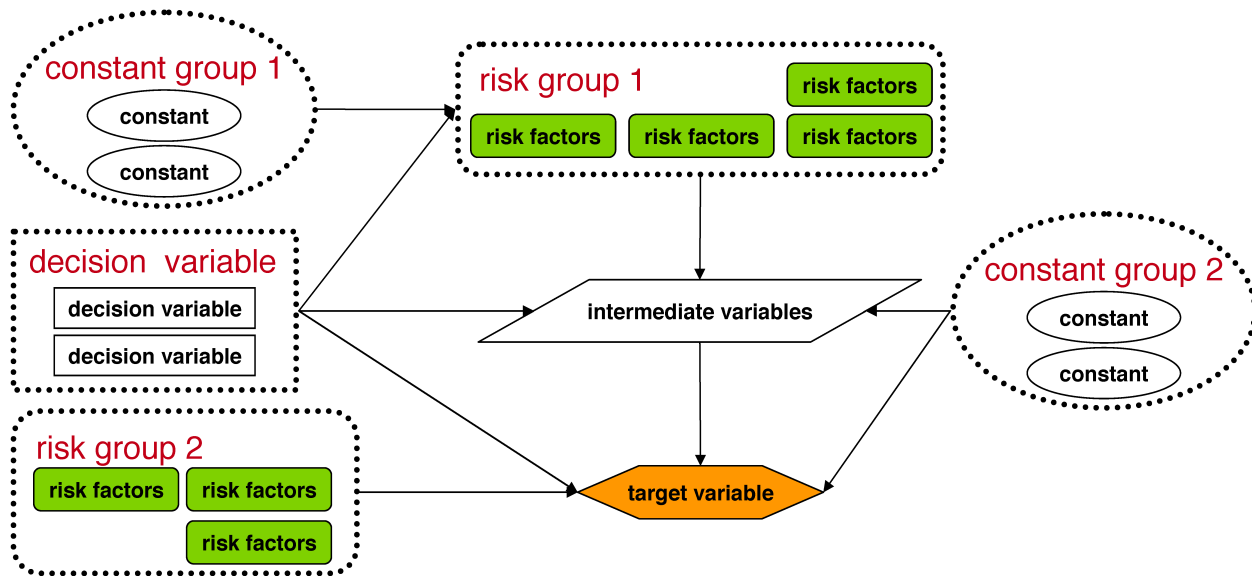 constant group 1
constant
constant
risk group 1
risk factors
risk factors
risk factors
risk factors
decision variable
decision variable
decision variable
intermediate variables
constant group 2
constant
constant
risk group 2
risk factors
risk factors
risk factors
target variable